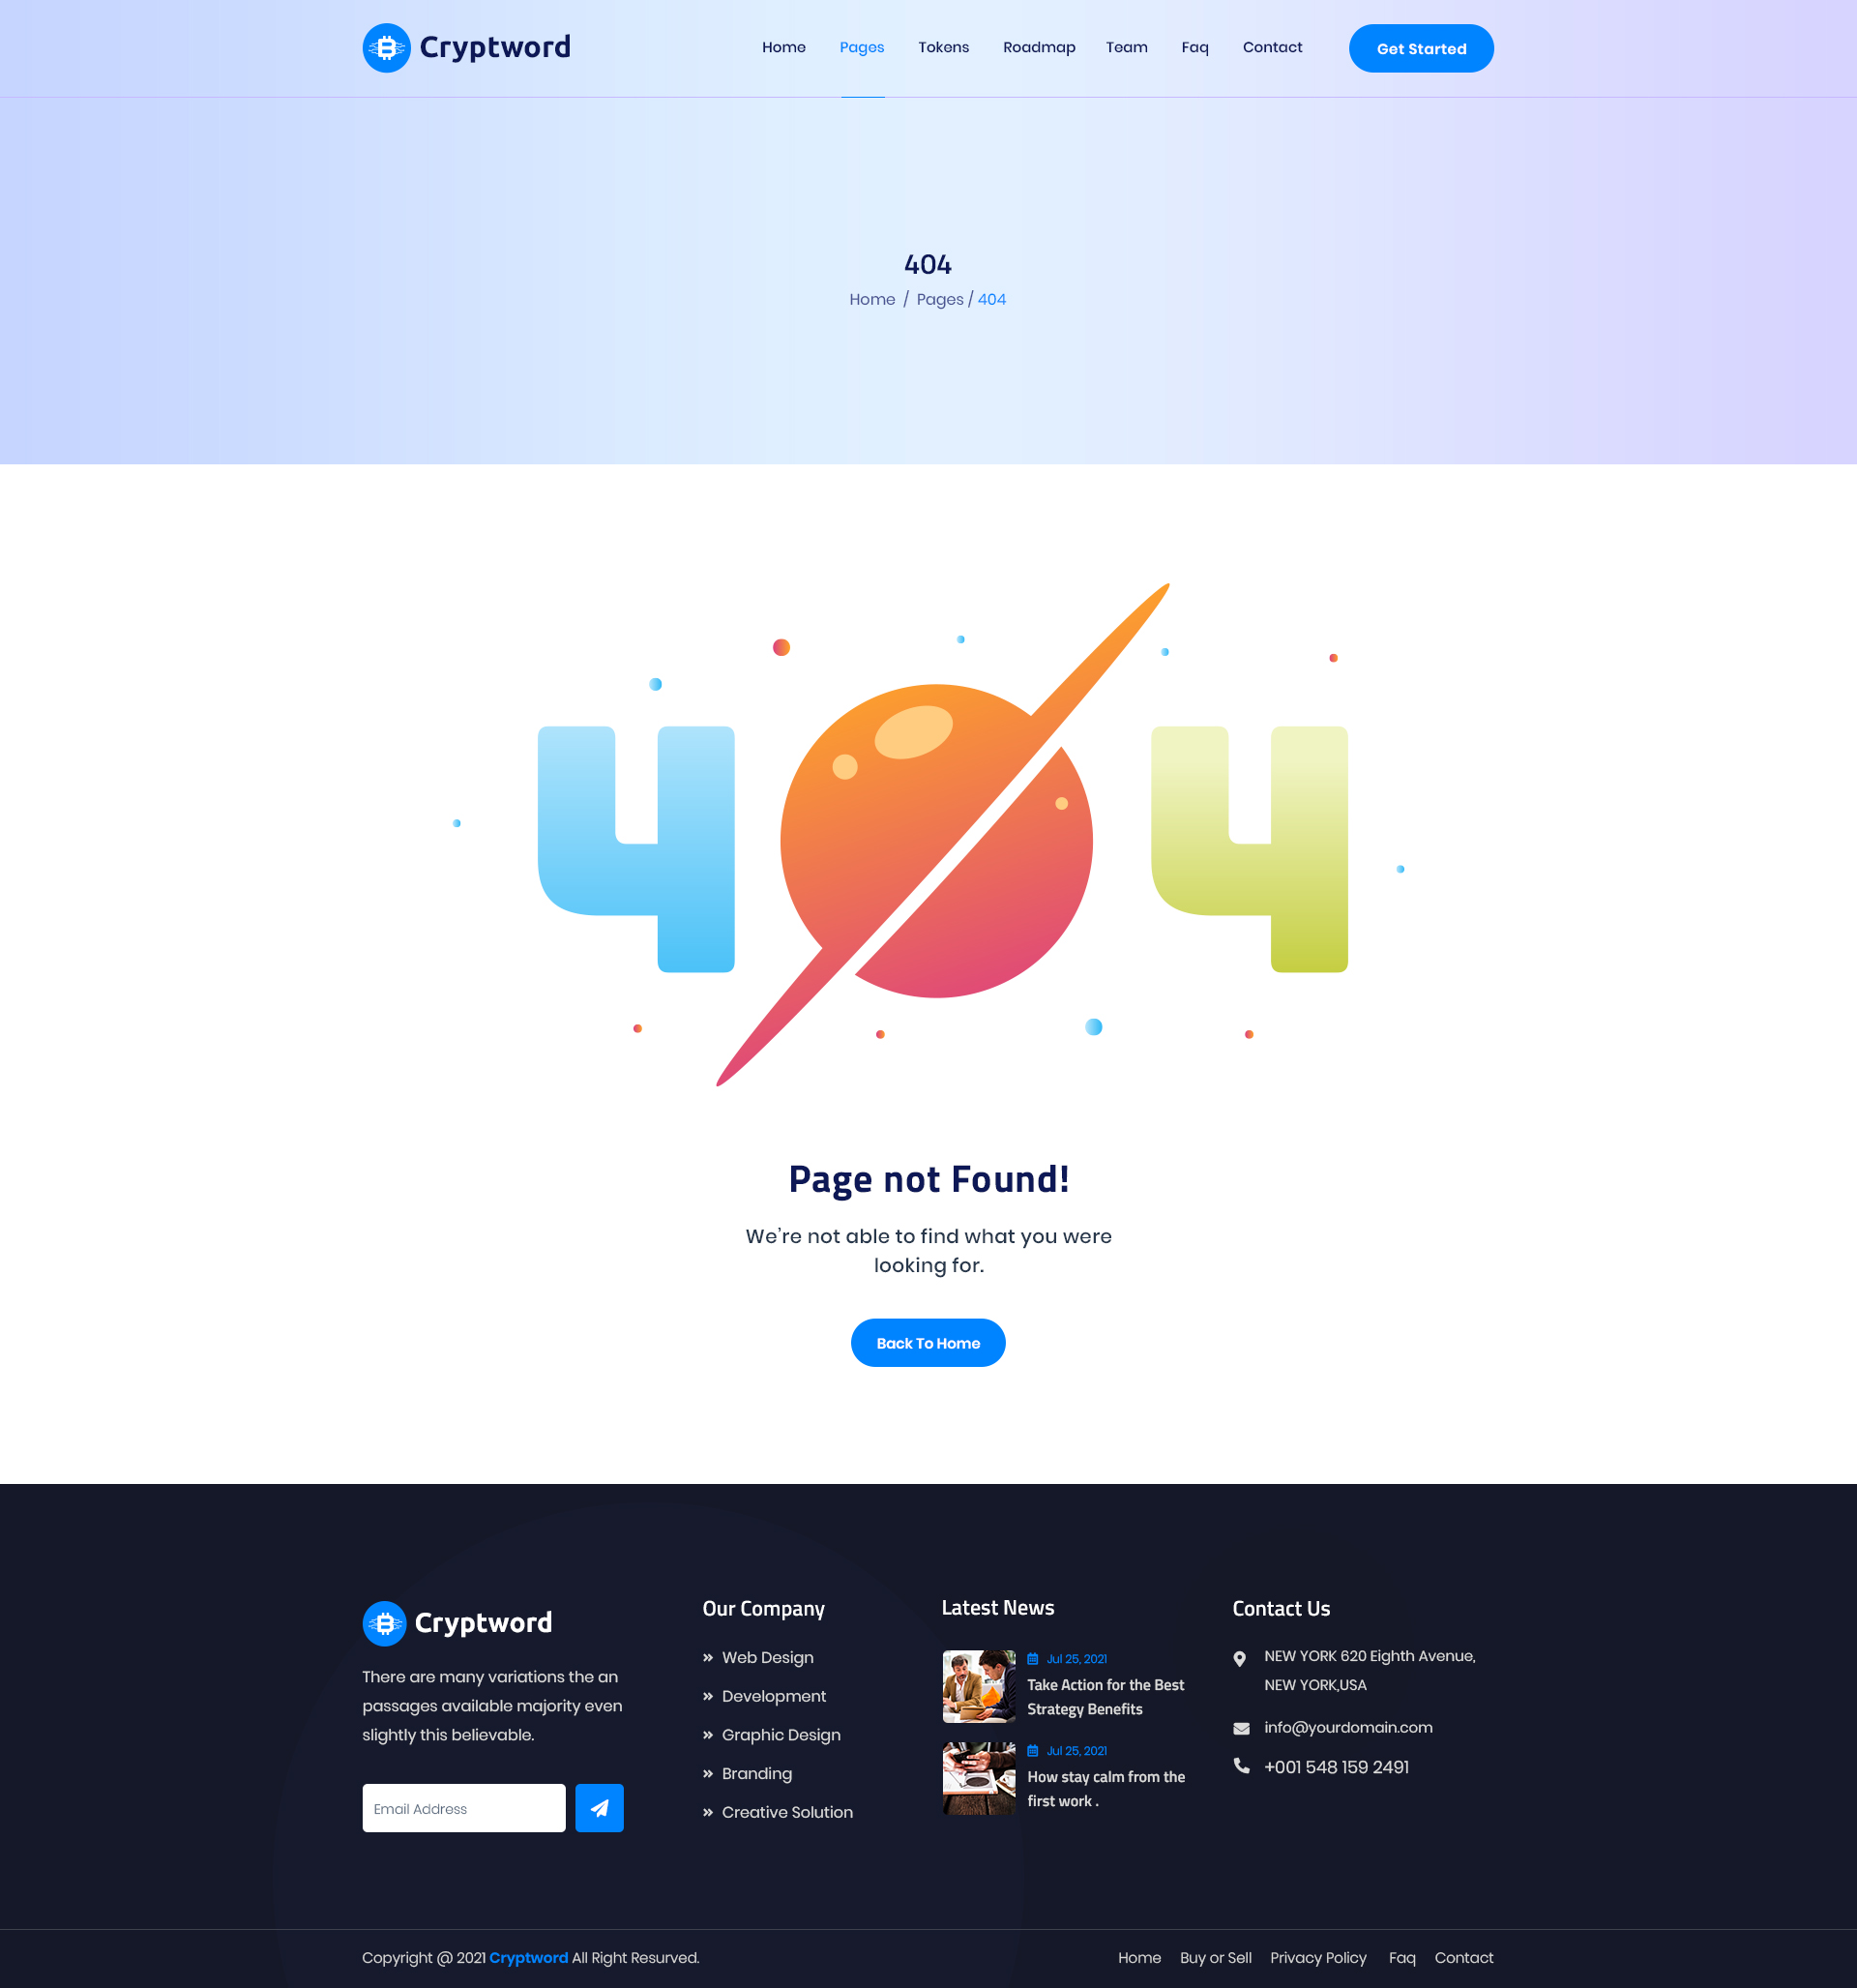 Cryptword
Home Pages Tokens Roadmap Team Faq Contact Get Started
404
Home / Pages / 404
404
Page not Found!
We're not able to find what you were
looking for.
Back To Home
Cryptword
There are many variations the an
passages available majority even
slightly this believable.
Email Address
Our Company
Web Design
Development
Graphic Design
Branding
Creative Solution
Latest News
Jul 25, 2021
Take Action for the Best
Strategy Benefits
Jul 25, 2021
How stay calm from the
first work .
Contact Us
NEW YORK 620 Eighth Avenue,
NEW YORK,USA
info@yourdomain.com
+001 548 159 2491
Copyright @ 2021 Cryptword All Right Resurved.
Home Buy or Sell Privacy Policy Faq Contact